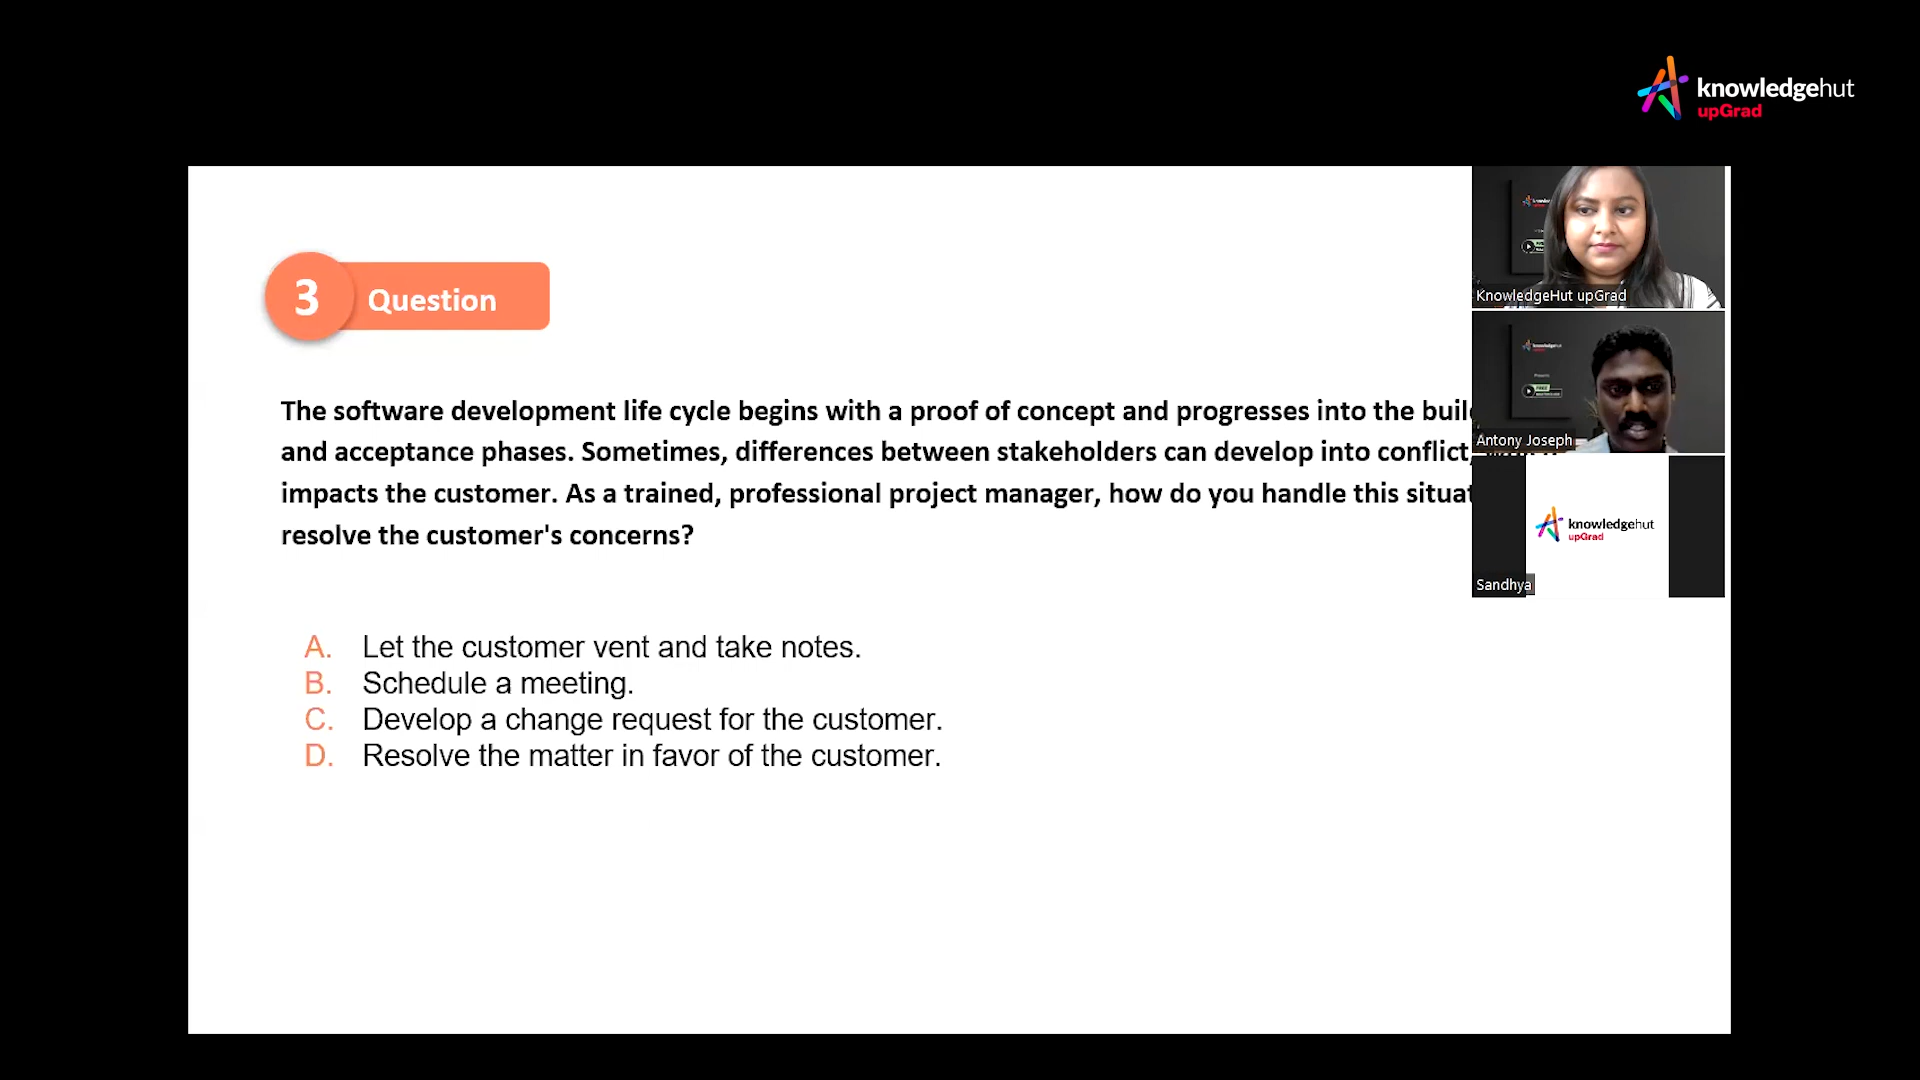 knowledgehut
upGrad
3 Question
The software development life cycle begins with a proof of concept and progresses into the
and acceptance phases. Sometimes, differences between stakeholders can develop into conflict,
impacts the customer. As a trained, professional project manager, how do you handle this
resolve the customer's concerns?
A. Let the customer vent and take notes.
B. Schedule a meeting.
C. Develop a change request for the customer.
D. Resolve the matter in favor of the customer.
KnowledgeHut upGrad
Antony Joseph
knowledgehut
upGrad
Sandhya